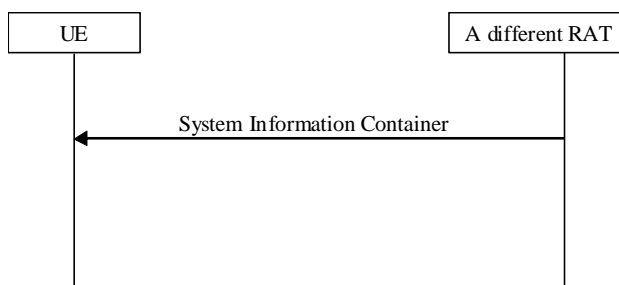 UE
A different RAT
System Information Container